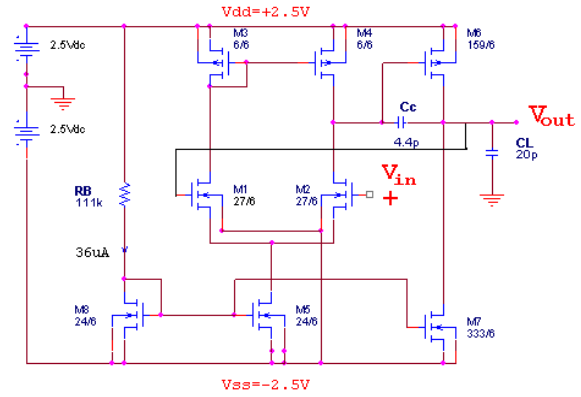 Vdd=+2.5V
M3
6/6
M4
6/6
M6
159/6
2.5Vdc
2.5Vdc
Cc
4.4p
Vout
CL
20p
RB
111k
M1
27/6
M2
27/6
Vin
+
36uA
M8
24/6
M5
24/6
M7
333/6
Vss=-2.5V